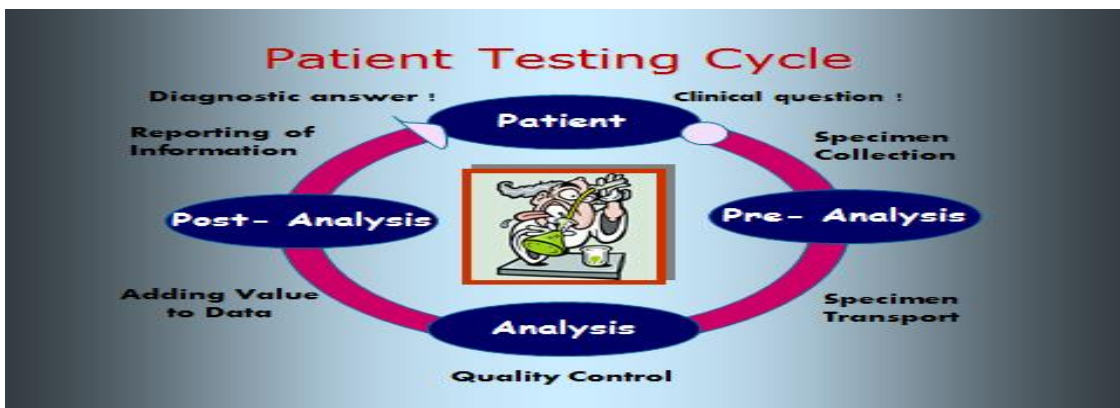 Patient Testing Cycle
Diagnostic answer !
Clinical question !
Patient
Reporting of
Information
Specimen
Collection
Post- Analysis
Pre- Analysis
Adding Value
to Data
Specimen
Transport
Analysis
Quality Control